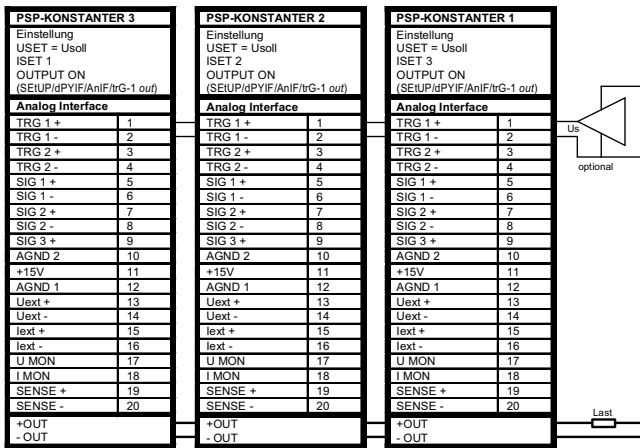 PSP-KONSTANTER 3
Einstellung
USET = Usoll
ISET 1
OUTPUT ON
(SEtUP/dPYIF/AnIF/trG-1 out)
Analog Interface
TRG 1 + 1
TRG 1 - 2
TRG 2 + 3
TRG 2 - 4
SIG 1 + 5
SIG 1 - 6
SIG 2 + 7
SIG 2 - 8
SIG 3 + 9
AGND 2 10
+15V 11
AGND 1 12
Uext + 13
Uext - 14
Iext + 15
Iext - 16
U MON 17
I MON 18
SENSE + 19
SENSE - 20
+OUT
- OUT
PSP-KONSTANTER 2
Einstellung
USET = Usoll
ISET 2
OUTPUT ON
(SEtUP/dPYIF/AnIF/trG-1 out)
Analog Interface
TRG 1 + 1
TRG 1 - 2
TRG 2 + 3
TRG 2 - 4
SIG 1 + 5
SIG 1 - 6
SIG 2 + 7
SIG 2 - 8
SIG 3 + 9
AGND 2 10
+15V 11
AGND 1 12
Uext + 13
Uext - 14
Iext + 15
Iext - 16
U MON 17
I MON 18
SENSE + 19
SENSE - 20
+OUT
- OUT
PSP-KONSTANTER 1
Einstellung
USET = Usoll
ISET 3
OUTPUT ON
(SEtUP/dPYIF/AnIF/trG-1 out)
Analog Interface
TRG 1 + 1
TRG 1 - 2
TRG 2 + 3
TRG 2 - 4
SIG 1 + 5
SIG 1 - 6
SIG 2 + 7
SIG 2 - 8
SIG 3 + 9
AGND 2 10
+15V 11
AGND 1 12
Uext + 13
Uext - 14
Iext + 15
Iext - 16
U MON 17
I MON 18
SENSE + 19
SENSE - 20
+OUT
- OUT
Us
optional
Last